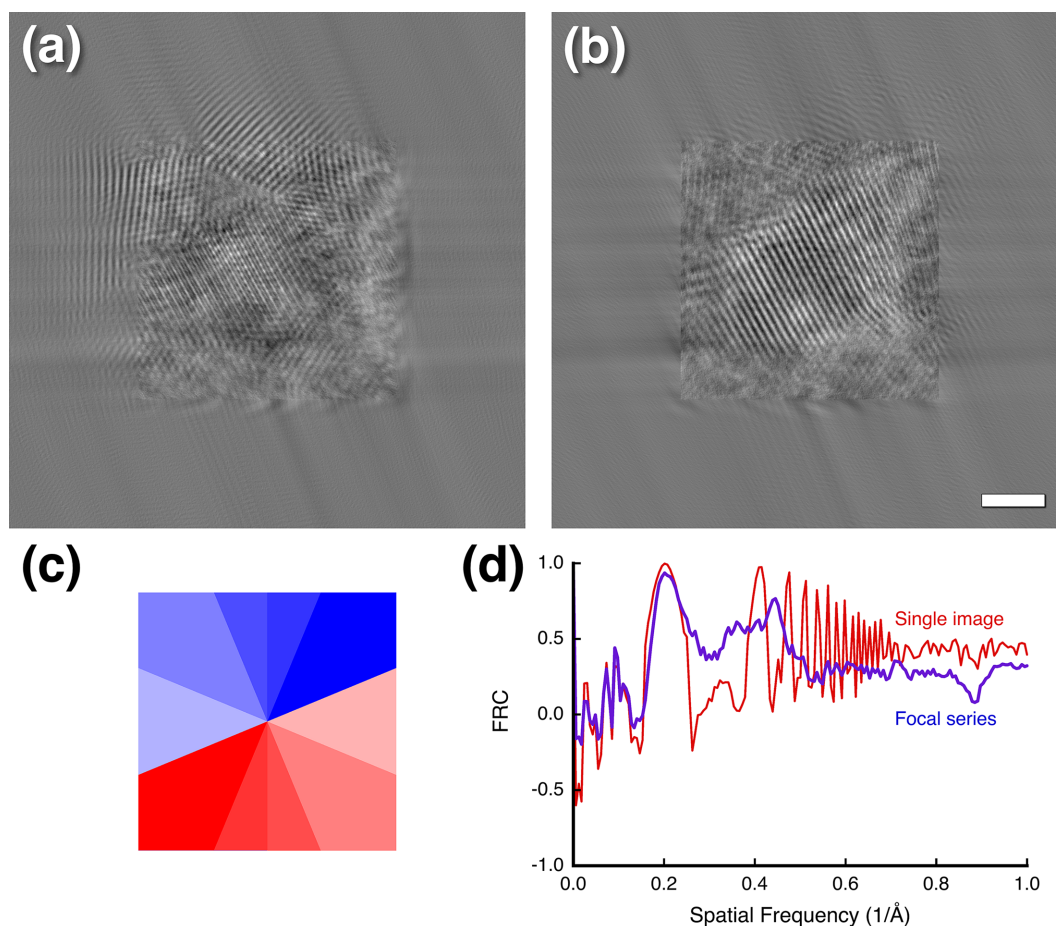 (a)
(b)
(c)
(d)
1.0
0.5
0.0
-0.5
-1.0
FRC
Single image
Focal series
0.0 0.2 0.4 0.6 0.8 1.0
Spatial Frequency (1/Å)